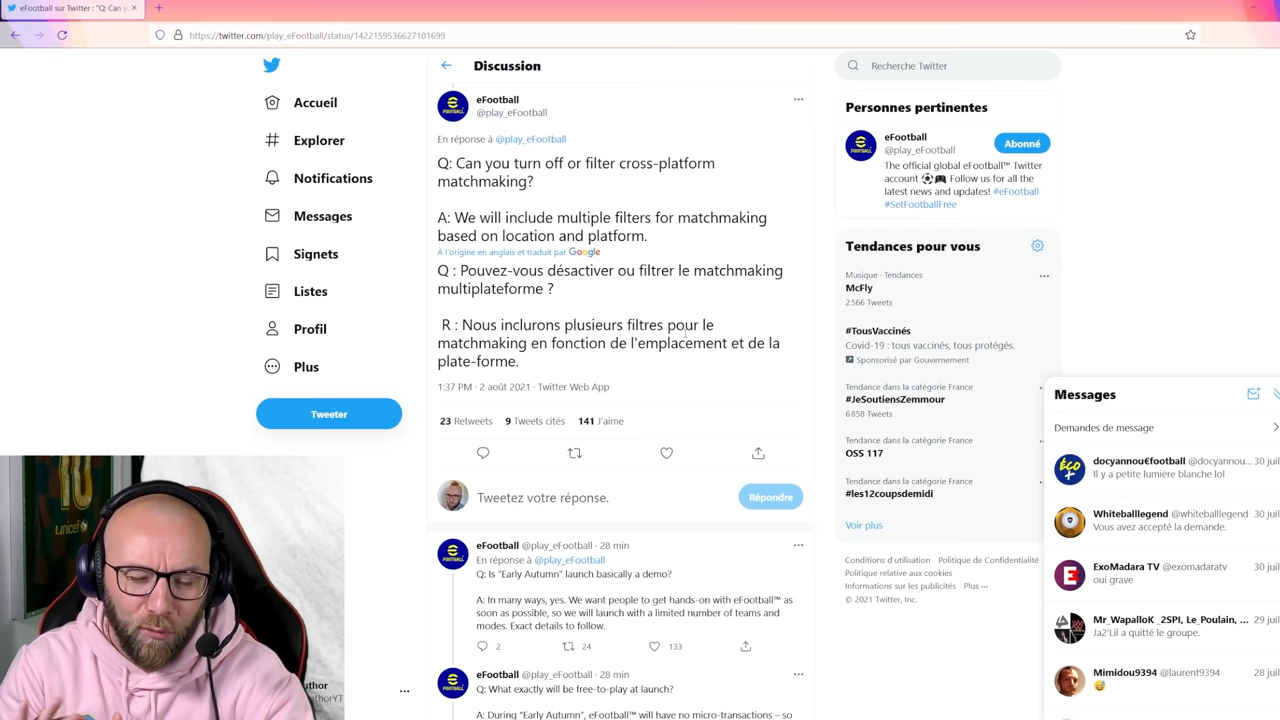 eFootball sur Twitter : "Q: Can y
https://twitter.com/play_eFootball/status/1422159536627101699
Accueil
Explorer
Notifications
Messages
Signets
Listes
Profil
Plus
Tweeter
Discussion
eFootball
@play_eFootball
En réponse à @play_eFootball
Q: Can you turn off or filter cross-platform
matchmaking?
A: We will include multiple filters for matchmaking
based on location and platform.
À l'origine en anglais et traduit par Google
Q : Pouvez-vous désactiver ou filtrer le matchmaking
multiplateforme ?
R : Nous inclurons plusieurs filtres pour le
matchmaking en fonction de l'emplacement et de la
plate-forme.
1:37 PM · 2 août 2021 · Twitter Web App
23 Retweets 9 Tweets cités 141 J'aime
Tweetez votre réponse.
Répondre
eFootball @play_eFootball · 28 min
En réponse à @play_eFootball
Q: Is "Early Autumn" launch basically a demo?
A: In many ways, yes. We want people to get hands-on with eFootball™ as
soon as possible, so we will launch with a limited number of teams and
modes. Exact details to follow.
2 24 133
eFootball @play_eFootball · 28 min
Q: What exactly will be free-to-play at launch?
A: During "Early Autumn", eFootball™ will have no micro-transactions – so
Recherche Twitter
Personnes pertinentes
eFootball
@play_eFootball
Abonné
The official global eFootball™ Twitter
account ⚽🎮 Follow us for all the
latest news and updates! #eFootball
#SetFootballFree
Tendances pour vous
Musique · Tendances
McFly
2 566 Tweets
#TousVaccinés
Covid-19 : tous vaccinés, tous protégés.
Sponsorisé par Gouvernement
Tendance dans la catégorie France
#JeSoutiensZemmour
6 858 Tweets
Tendance dans la catégorie France
OSS 117
Tendance dans la catégorie France
#les12coupsdemidi
Voir plus
Conditions d'utilisation Politique de Confidentialité
Politique relative aux cookies
Informations sur les publicités Plus ···
© 2021 Twitter, Inc.
Messages
Demandes de message
docyannou€football @docyannou... 30 juil
Il y a petite lumière blanche lol
Whiteballlegend @whiteballlegend 30 juil
Vous avez accepté la demande.
ExoMadara TV @exomadaratv 30 juil
oui grave
Mr_WapalloK _2SPI, Le_Poulain, ... 29 juil
Ja2'Lil a quitté le groupe.
Mimidou9394 @laurent9394 28 juil
😅
10
unicef
uthor
horYT